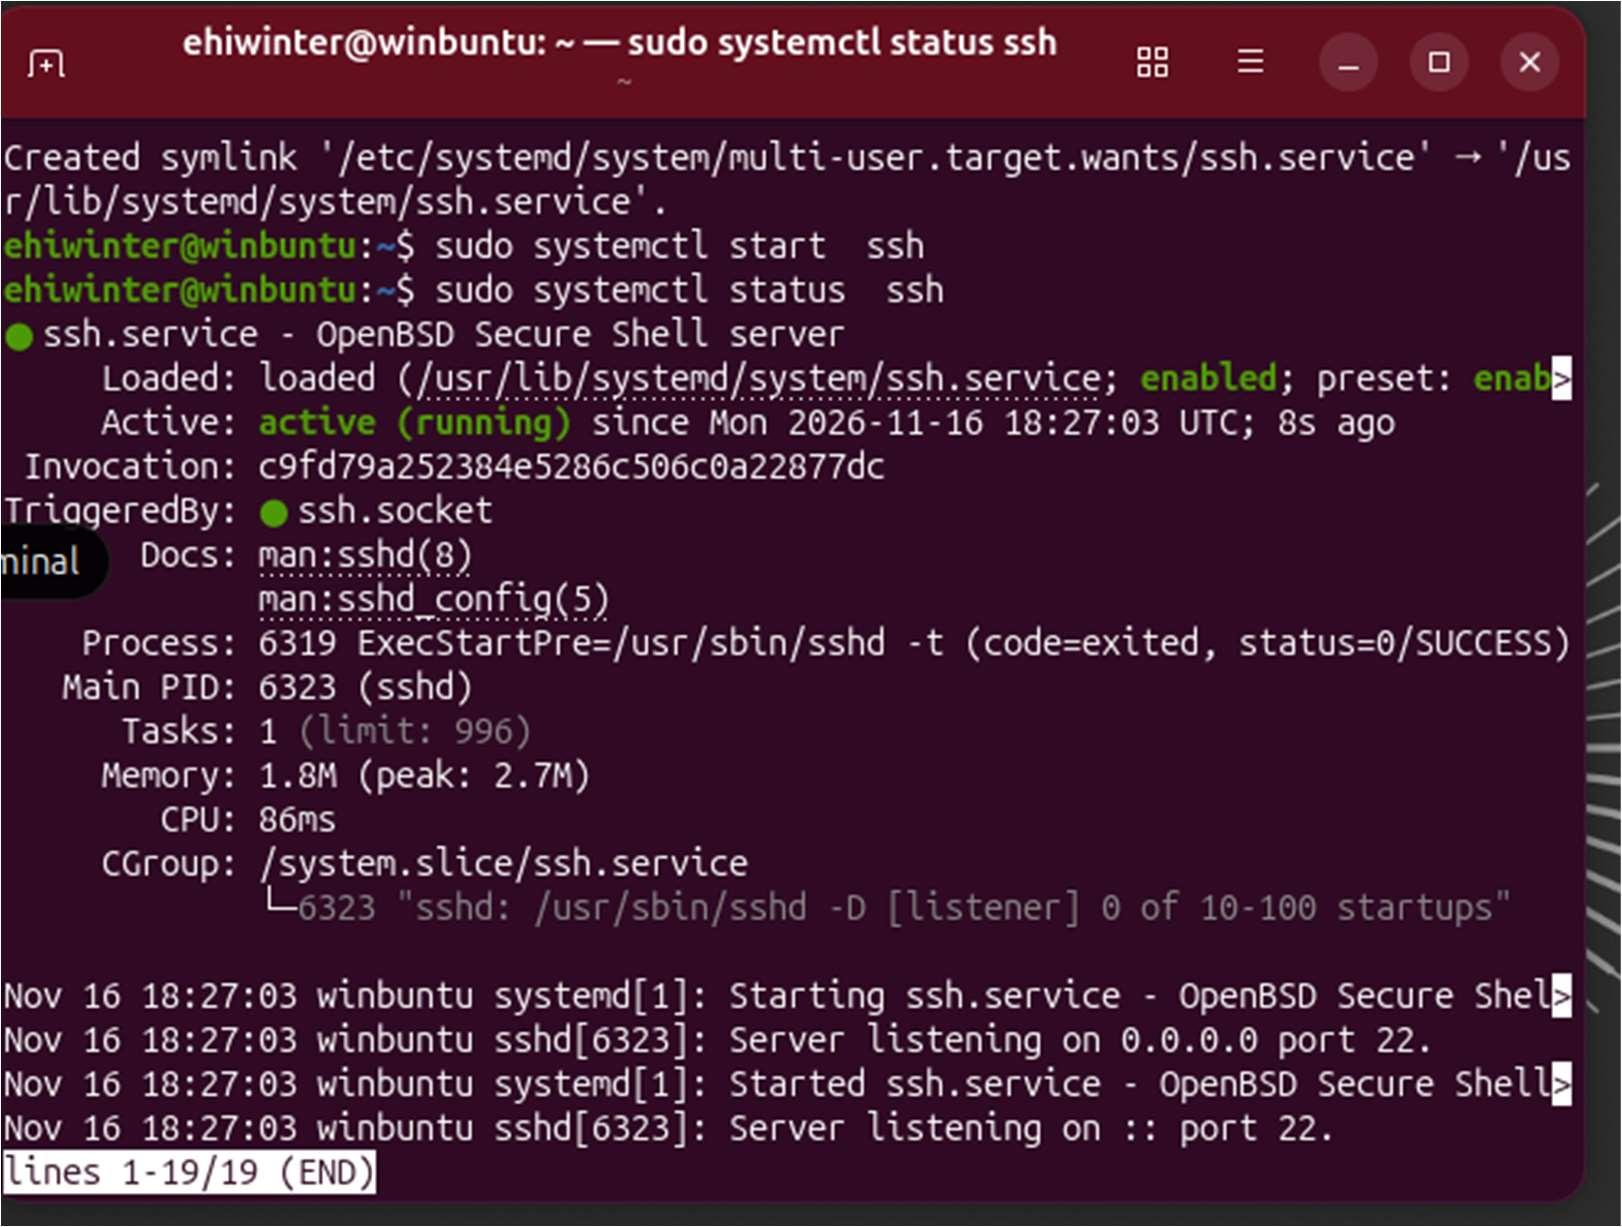 ehiwinter@winbuntu: ~ — sudo systemctl status ssh
~
Created symlink '/etc/systemd/system/multi-user.target.wants/ssh.service' → '/us
r/lib/systemd/system/ssh.service'.
ehiwinter@winbuntu:~$ sudo systemctl start  ssh
ehiwinter@winbuntu:~$ sudo systemctl status  ssh
● ssh.service - OpenBSD Secure Shell server
Loaded: loaded (/usr/lib/systemd/system/ssh.service; enabled; preset: enab>
Active: active (running) since Mon 2026-11-16 18:27:03 UTC; 8s ago
Invocation: c9fd79a252384e5286c506c0a22877dc
TriggeredBy: ● ssh.socket
minal
Docs: man:sshd(8)
man:sshd_config(5)
Process: 6319 ExecStartPre=/usr/sbin/sshd -t (code=exited, status=0/SUCCESS)
Main PID: 6323 (sshd)
Tasks: 1 (limit: 996)
Memory: 1.8M (peak: 2.7M)
CPU: 86ms
CGroup: /system.slice/ssh.service
└─6323 "sshd: /usr/sbin/sshd -D [listener] 0 of 10-100 startups"
Nov 16 18:27:03 winbuntu systemd[1]: Starting ssh.service - OpenBSD Secure Shel>
Nov 16 18:27:03 winbuntu sshd[6323]: Server listening on 0.0.0.0 port 22.
Nov 16 18:27:03 winbuntu systemd[1]: Started ssh.service - OpenBSD Secure Shell>
Nov 16 18:27:03 winbuntu sshd[6323]: Server listening on :: port 22.
lines 1-19/19 (END)